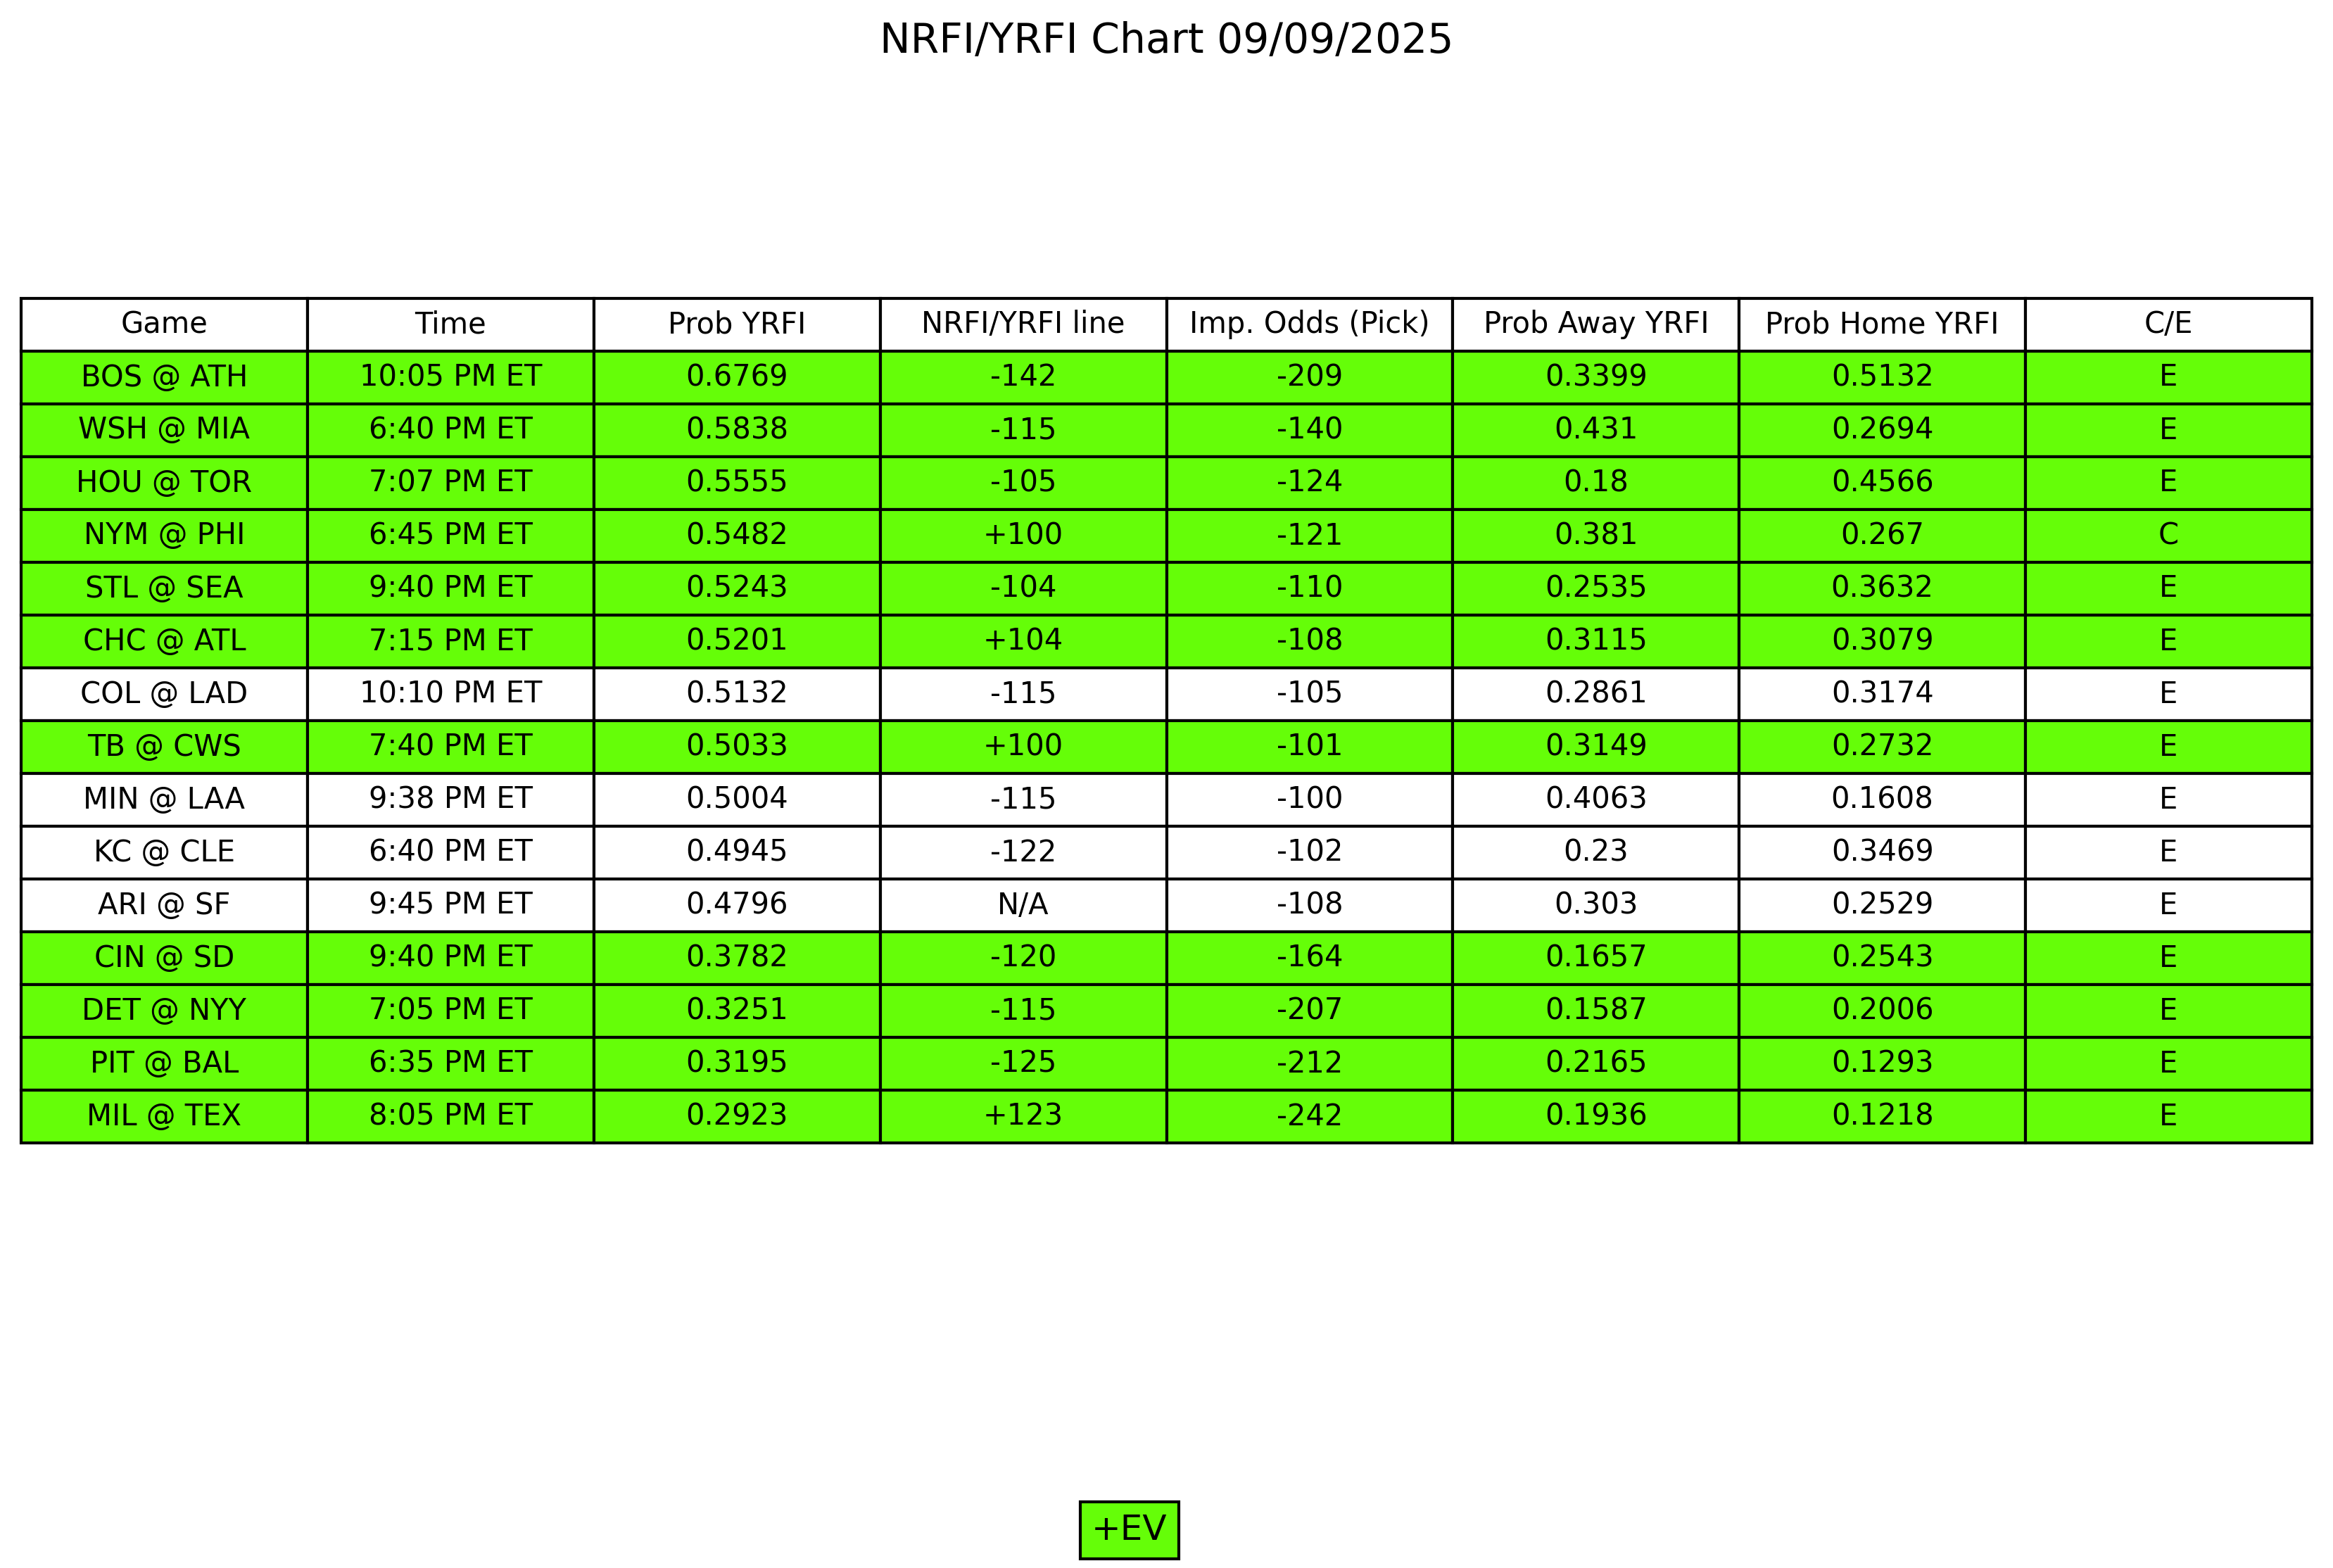 NRFI/YRFI Chart 09/09/2025
Game Time Prob YRFI NRFI/YRFI line Imp. Odds (Pick) Prob Away YRFI Prob Home YRFI C/E
BOS @ ATH 10:05 PM ET 0.6769 -142 -209 0.3399 0.5132 E
WSH @ MIA 6:40 PM ET 0.5838 -115 -140 0.431 0.2694 E
HOU @ TOR 7:07 PM ET 0.5555 -105 -124 0.18 0.4566 E
NYM @ PHI 6:45 PM ET 0.5482 +100 -121 0.381 0.267 C
STL @ SEA 9:40 PM ET 0.5243 -104 -110 0.2535 0.3632 E
CHC @ ATL 7:15 PM ET 0.5201 +104 -108 0.3115 0.3079 E
COL @ LAD 10:10 PM ET 0.5132 -115 -105 0.2861 0.3174 E
TB @ CWS 7:40 PM ET 0.5033 +100 -101 0.3149 0.2732 E
MIN @ LAA 9:38 PM ET 0.5004 -115 -100 0.4063 0.1608 E
KC @ CLE 6:40 PM ET 0.4945 -122 -102 0.23 0.3469 E
ARI @ SF 9:45 PM ET 0.4796 N/A -108 0.303 0.2529 E
CIN @ SD 9:40 PM ET 0.3782 -120 -164 0.1657 0.2543 E
DET @ NYY 7:05 PM ET 0.3251 -115 -207 0.1587 0.2006 E
PIT @ BAL 6:35 PM ET 0.3195 -125 -212 0.2165 0.1293 E
MIL @ TEX 8:05 PM ET 0.2923 +123 -242 0.1936 0.1218 E
+EV